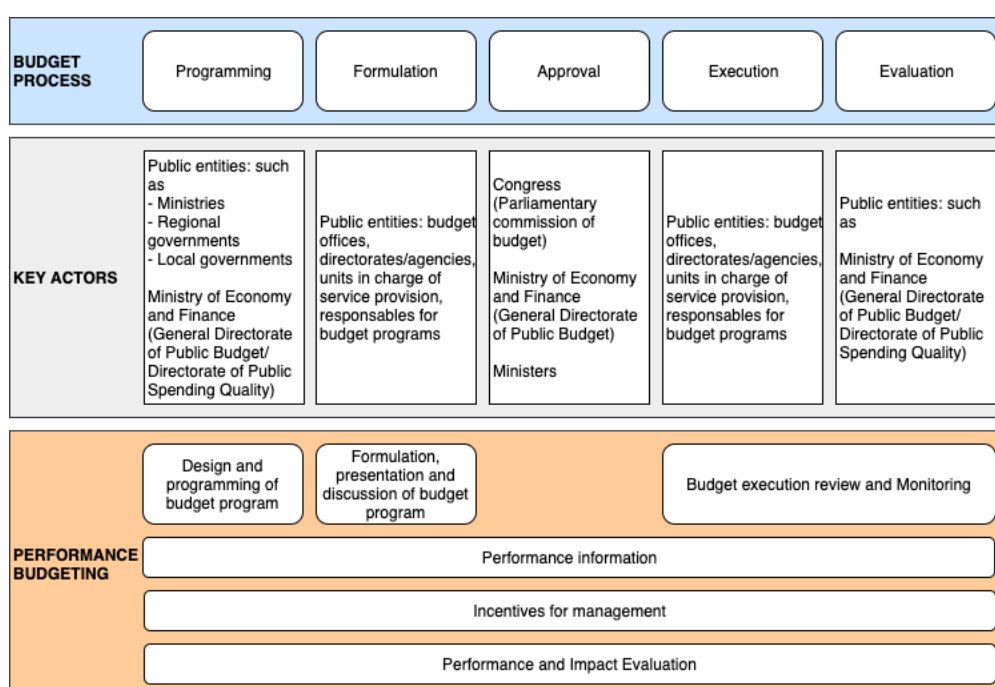 BUDGET
PROCESS
Programming
Formulation
Approval
Execution
Evaluation
KEY ACTORS
Public entities: such
as
- Ministries
- Regional
governments
- Local governments
Ministry of Economy
and Finance
(General Directorate
of Public Budget/
Directorate of Public
Spending Quality)
Public entities: budget
offices,
directorates/agencies,
units in charge of
service provision,
responsables for
budget programs
Congress
(Parliamentary
commission of
budget)
Ministry of Economy
and Finance
(General Directorate
of Public Budget)
Ministers
Public entities: budget
offices,
directorates/agencies,
units in charge of
service provision,
responsables for
budget programs
Public entities: such
as
Ministry of Economy
and Finance
(General Directorate
of Public Budget/
Directorate of Public
Spending Quality)
PERFORMANCE
BUDGETING
Design and
programming of
budget program
Formulation,
presentation and
discussion of budget
program
Budget execution review and Monitoring
Performance information
Incentives for management
Performance and Impact Evaluation